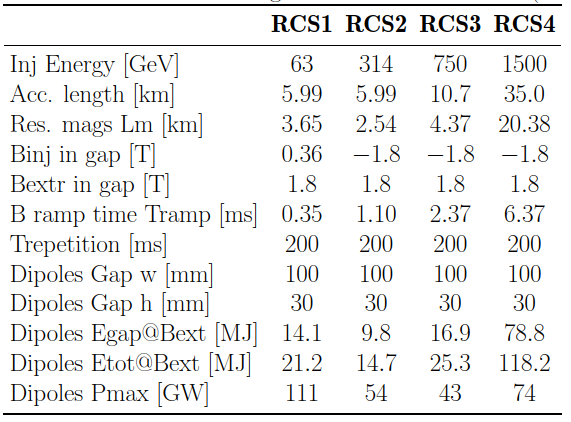 RCS1 RCS2 RCS3 RCS4
Inj Energy [GeV] 63 314 750 1500
Acc. length [km] 5.99 5.99 10.7 35.0
Res. mags Lm [km] 3.65 2.54 4.37 20.38
Binj in gap [T] 0.36 −1.8 −1.8 −1.8
Bextr in gap [T] 1.8 1.8 1.8 1.8
B ramp time Tramp [ms] 0.35 1.10 2.37 6.37
Trepetition [ms] 200 200 200 200
Dipoles Gap w [mm] 100 100 100 100
Dipoles Gap h [mm] 30 30 30 30
Dipoles Egap@Bext [MJ] 14.1 9.8 16.9 78.8
Dipoles Etot@Bext [MJ] 21.2 14.7 25.3 118.2
Dipoles Pmax [GW] 111 54 43 74